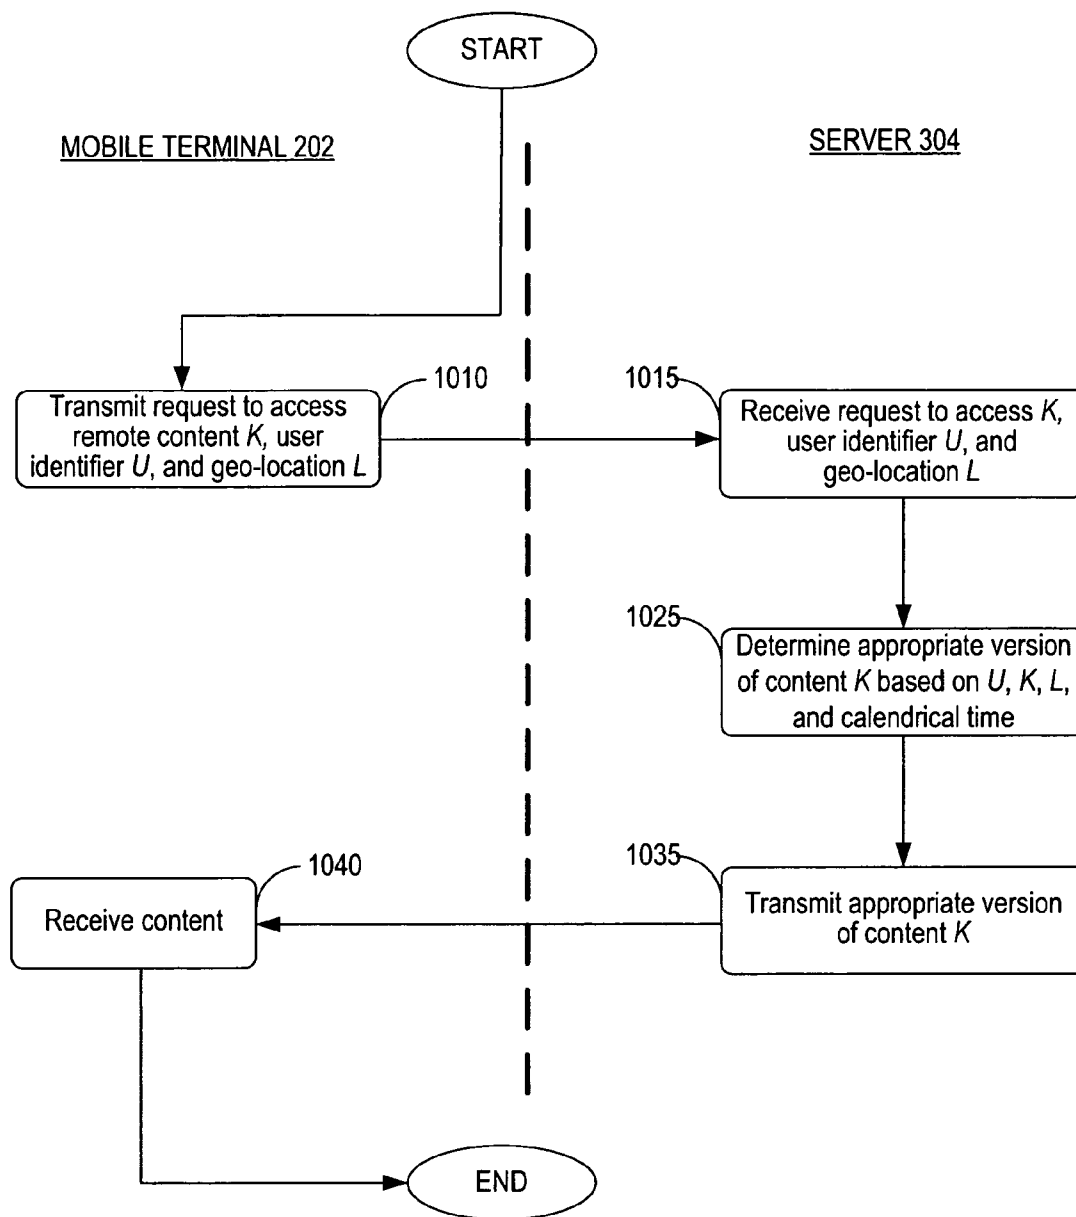 START
MOBILE TERMINAL 202
SERVER 304
1010
Transmit request to access
remote content K, user
identifier U, and geo-location L
1015
Receive request to access K,
user identifier U, and
geo-location L
1025
Determine appropriate version
of content K based on U, K, L,
and calendrical time
1035
Transmit appropriate version
of content K
1040
Receive content
END